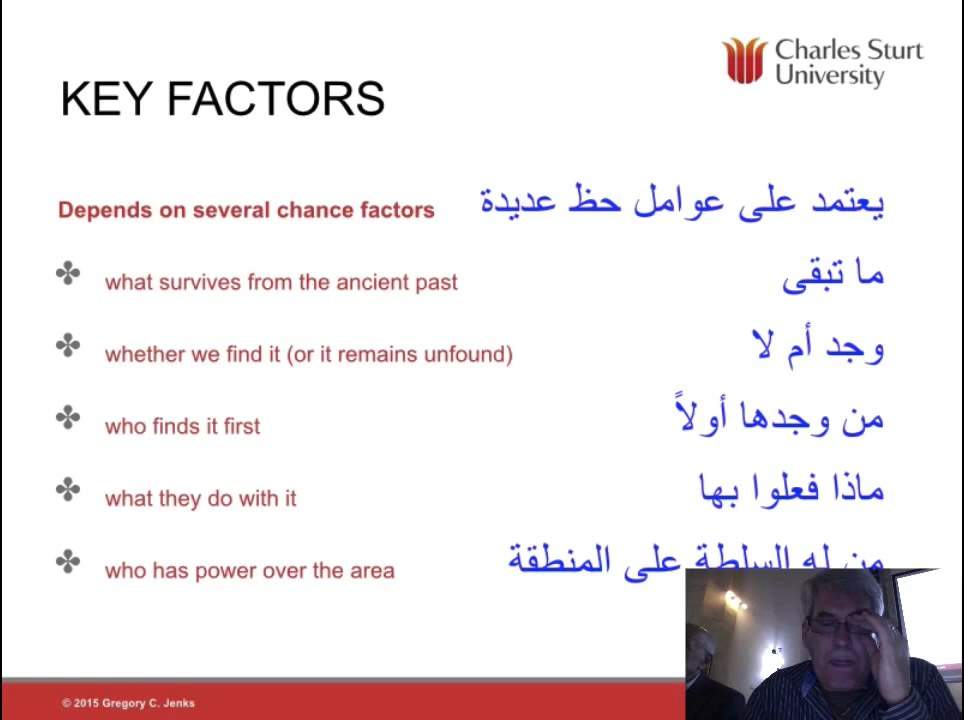 Charles Sturt
University
KEY FACTORS
Depends on several chance factors
يعتمد على عوامل حظ عديدة
what survives from the ancient past
ما تبقى
whether we find it (or it remains unfound)
وجد أم لا
who finds it first
من وجدها أولاً
what they do with it
ماذا فعلوا بها
who has power over the area
من له السلطة على المنطقة
© 2015 Gregory C. Jenks